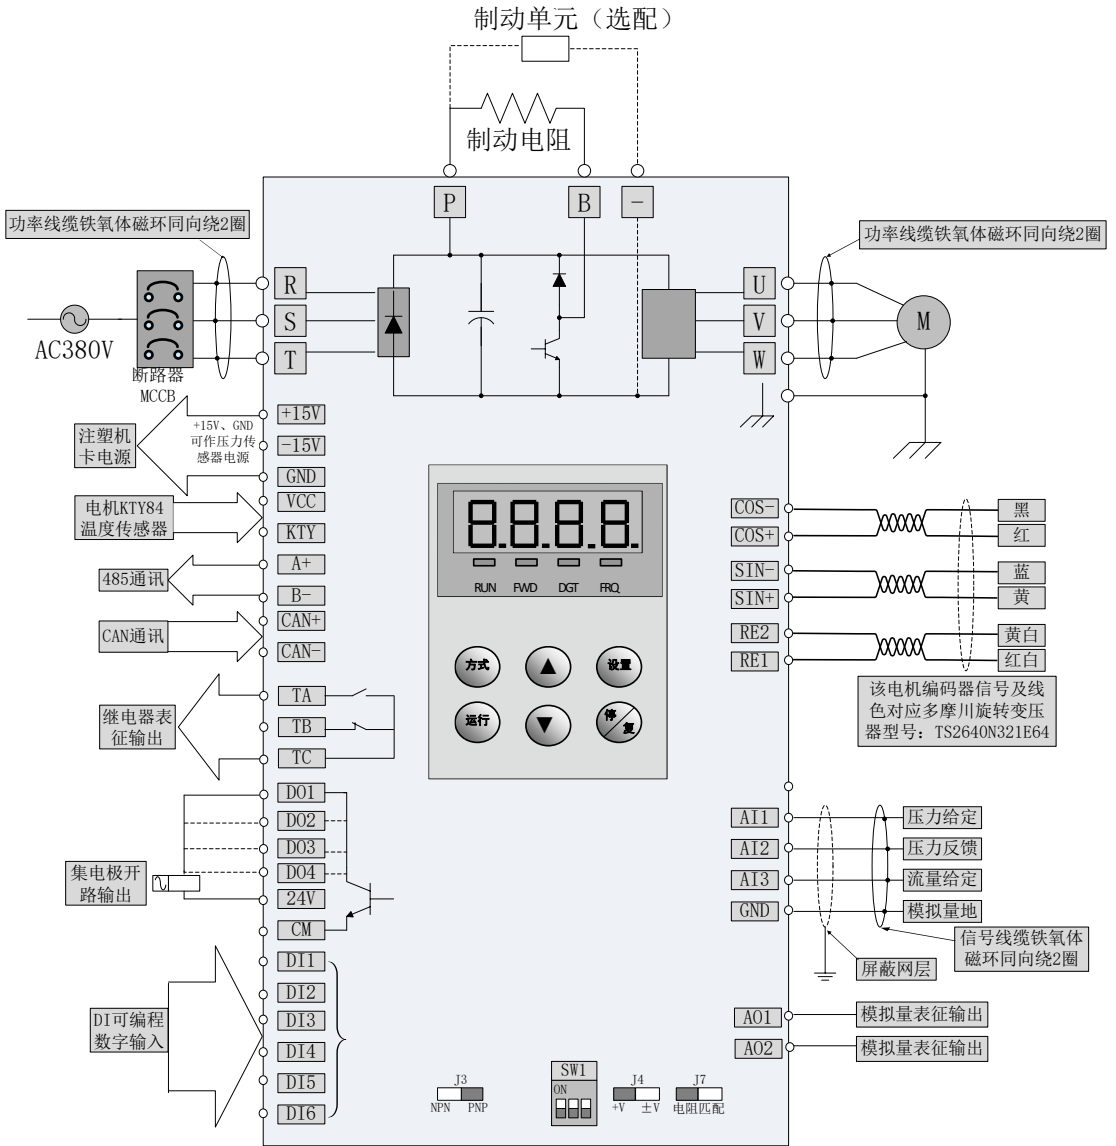 制动单元（选配）
制动电阻
P
B
-
功率线缆铁氧体磁环同向绕2圈
功率线缆铁氧体磁环同向绕2圈
R
S
T
AC380V
断路器
MCCB
U
V
W
M
+15V
-15V
GND
+15V、GND
可作压力传
感器电源
注塑机
卡电源
VCC
KTY
电机KTY84
温度传感器
A+
B-
485通讯
CAN+
CAN-
CAN通讯
TA
TB
TC
继电器表
征输出
DO1
DO2
DO3
DO4
24V
CM
集电极开
路输出
DI1
DI2
DI3
DI4
DI5
DI6
DI可编程
数字输入
8.8.8.8.
RUN FWD DGT FRQ
方式
▲
设置
运行
▼
停/复
COS-
COS+
SIN-
SIN+
RE2
RE1
黑
红
蓝
黄
黄白
红白
该电机编码器信号及线
色对应多摩川旋转变压
器型号：TS2640N321E64
AI1
AI2
AI3
GND
压力给定
压力反馈
流量给定
模拟量地
信号线缆铁氧体
磁环同向绕2圈
屏蔽网层
AO1
AO2
模拟量表征输出
模拟量表征输出
J3
NPN PNP
SW1
ON
J4
+V ±V
J7
电阻匹配